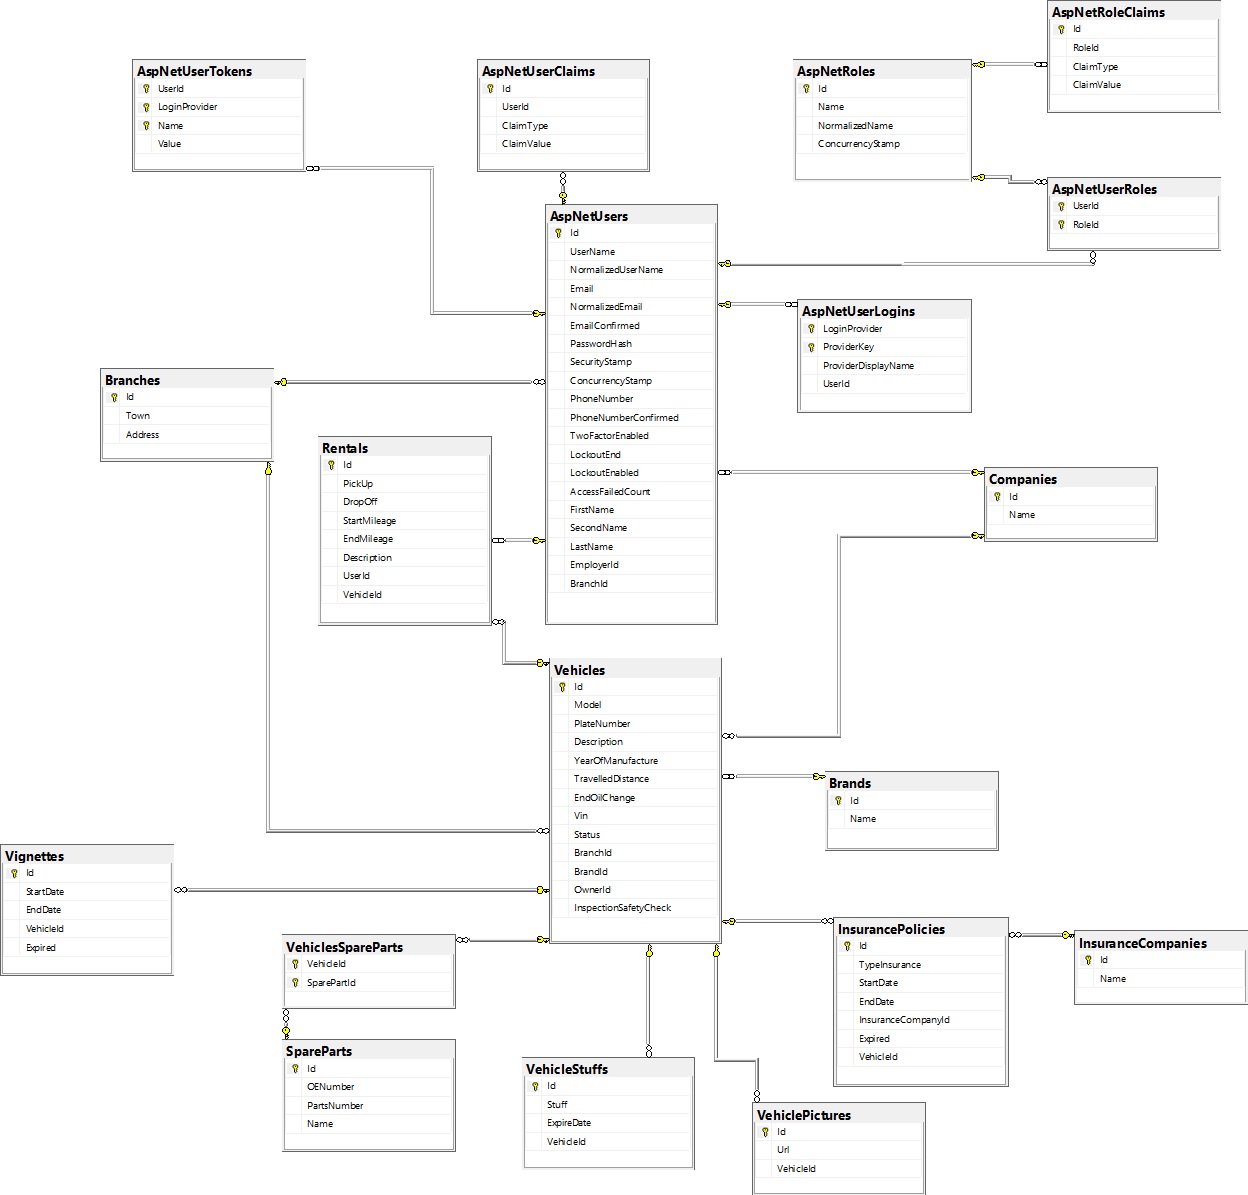 AspNetRoleClaims
Id
RoleId
ClaimType
ClaimValue
AspNetUserTokens
UserId
LoginProvider
Name
Value
AspNetUserClaims
Id
UserId
ClaimType
ClaimValue
AspNetRoles
Id
Name
NormalizedName
ConcurrencyStamp
AspNetUserRoles
UserId
RoleId
AspNetUsers
Id
UserName
NormalizedUserName
Email
NormalizedEmail
EmailConfirmed
PasswordHash
SecurityStamp
ConcurrencyStamp
PhoneNumber
PhoneNumberConfirmed
TwoFactorEnabled
LockoutEnd
LockoutEnabled
AccessFailedCount
FirstName
SecondName
LastName
EmployerId
BranchId
AspNetUserLogins
LoginProvider
ProviderKey
ProviderDisplayName
UserId
Branches
Id
Town
Address
Rentals
Id
PickUp
DropOff
StartMileage
EndMileage
Description
UserId
VehicleId
Companies
Id
Name
Vehicles
Id
Model
PlateNumber
Description
YearOfManufacture
TravelledDistance
EndOilChange
Vin
Status
BranchId
BrandId
OwnerId
InspectionSafetyCheck
Brands
Id
Name
Vignettes
Id
StartDate
EndDate
VehicleId
Expired
InsurancePolicies
Id
TypeInsurance
StartDate
EndDate
InsuranceCompanyId
Expired
VehicleId
InsuranceCompanies
Id
Name
VehiclesSpareParts
VehicleId
SparePartId
SpareParts
Id
OENumber
PartsNumber
Name
VehicleStuffs
Id
Stuff
ExpireDate
VehicleId
VehiclePictures
Id
Url
VehicleId